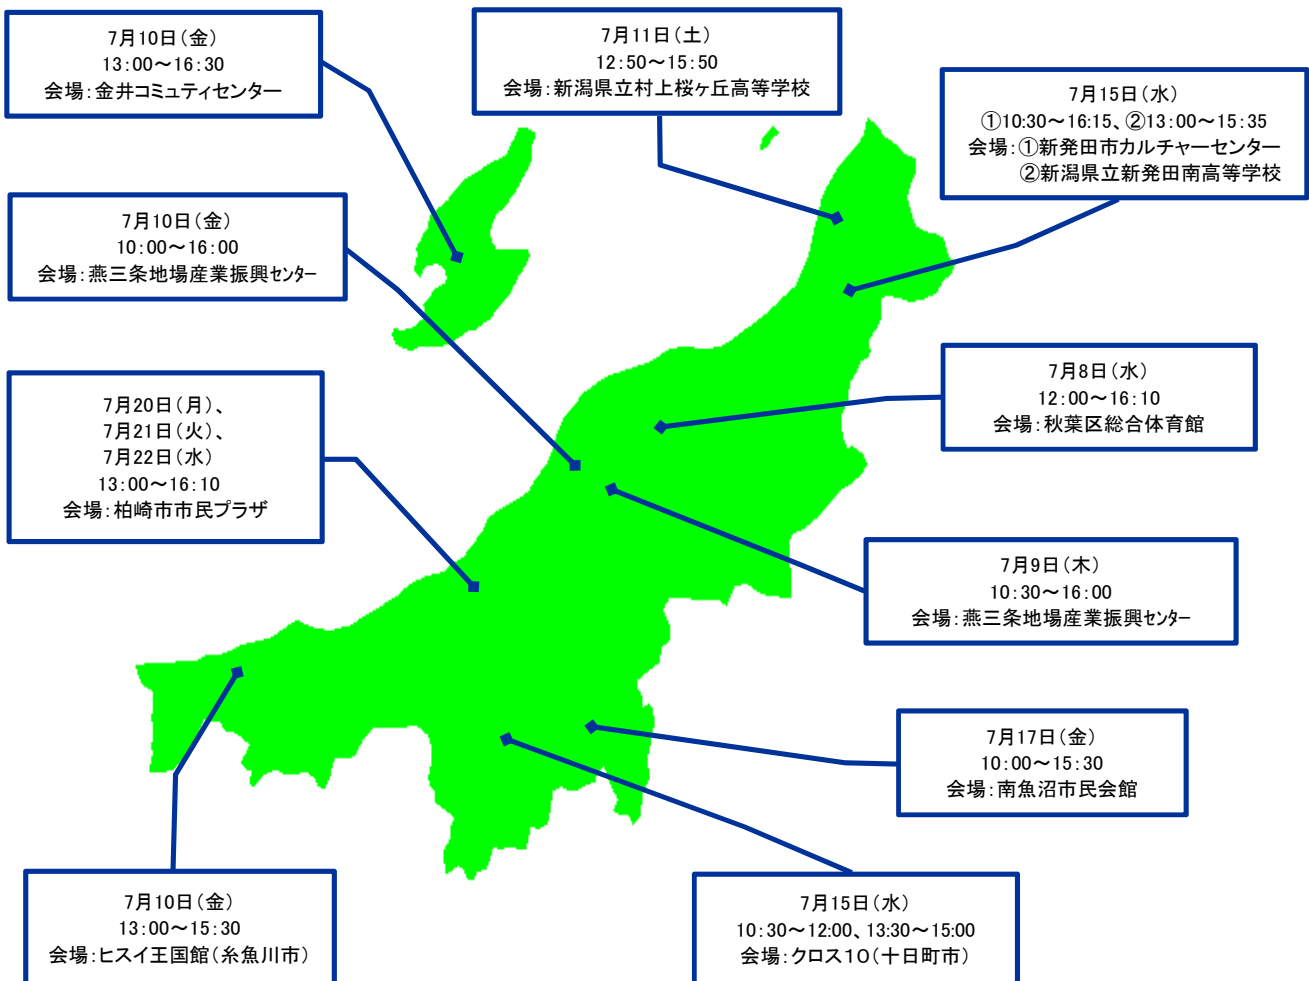 7月10日(金)
13:00～16:30
会場:金井コミュティセンター
7月11日(土)
12:50～15:50
会場:新潟県立村上桜ヶ丘高等学校
7月15日(水)
①10:30～16:15、②13:00～15:35
会場:①新発田市カルチャーセンター
②新潟県立新発田南高等学校
7月10日(金)
10:00～16:00
会場:燕三条地場産業振興ｾﾝﾀｰ
7月8日(水)
12:00～16:10
会場:秋葉区総合体育館
7月20日(月)、
7月21日(火)、
7月22日(水)
13:00～16:10
会場:柏崎市市民プラザ
7月9日(木)
10:30～16:00
会場:燕三条地場産業振興ｾﾝﾀｰ
7月17日(金)
10:00～15:30
会場:南魚沼市民会館
7月10日(金)
13:00～15:30
会場:ヒスイ王国館(糸魚川市)
7月15日(水)
10:30～12:00、13:30～15:00
会場:クロス10(十日町市)